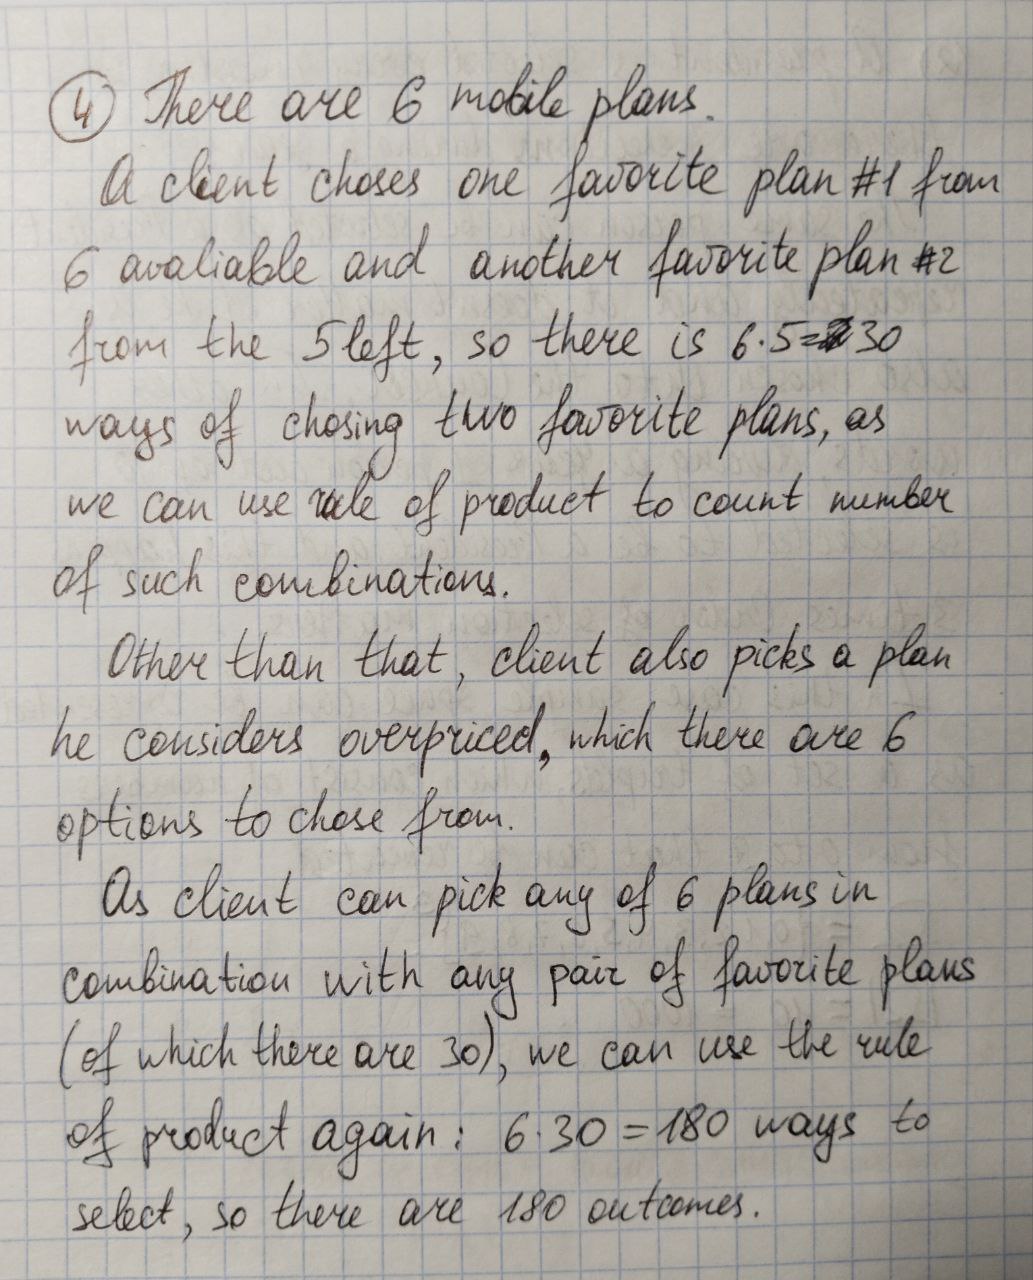 ④ There are 6 mobile plans.
A client choses one favorite plan #1 from
6 avaliable and another favorite plan #2
from the 5 left, so there is 6·5=30
ways of chosing two favorite plans, as
we can use rule of product to count number
of such combinations.
Other than that, client also picks a plan
he considers overpriced, which there are 6
options to chose from.
As client can pick any of 6 plans in
combination with any pair of favorite plans
(of which there are 30), we can use the rule
of product again: 6·30=180 ways to
select, so there are 180 outcomes.